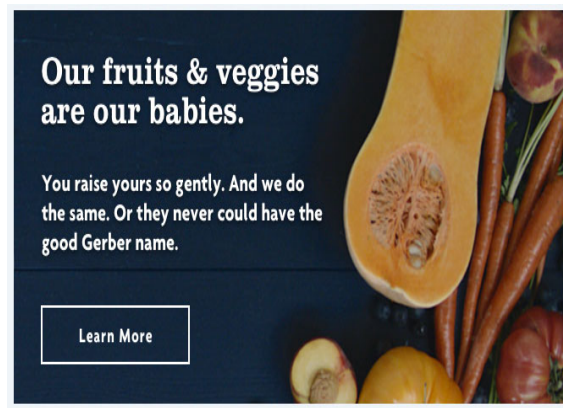 Our fruits & veggies
are our babies.
You raise yours so gently. And we do
the same. Or they never could have the
good Gerber name.
Learn More